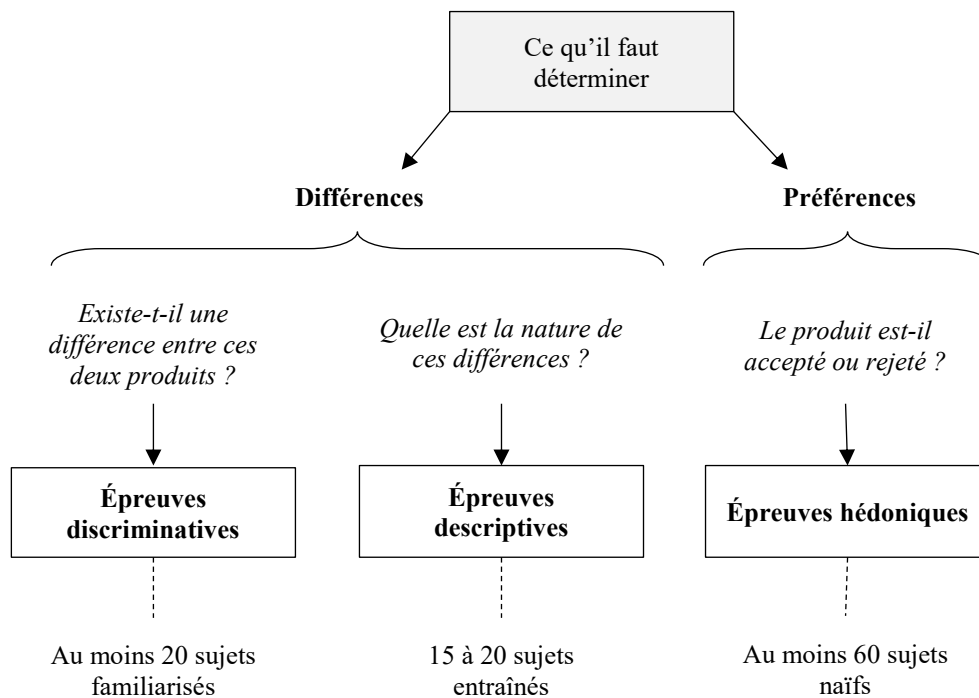 Ce qu’il faut
déterminer
Différences
Préférences
Existe-t-il une
différence entre ces
deux produits ?
Quelle est la nature de
ces différences ?
Le produit est-il
accepté ou rejeté ?
Épreuves
discriminatives
Épreuves
descriptives
Épreuves hédoniques
Au moins 20 sujets
familiarisés
15 à 20 sujets
entraînés
Au moins 60 sujets
naïfs